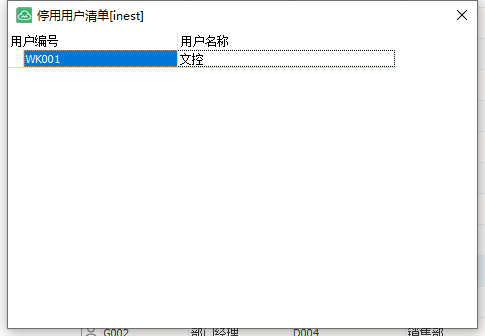 停用用户清单[inest]
用户编号 用户名称
WK001 文控
G002 部门经理 D004 销售部